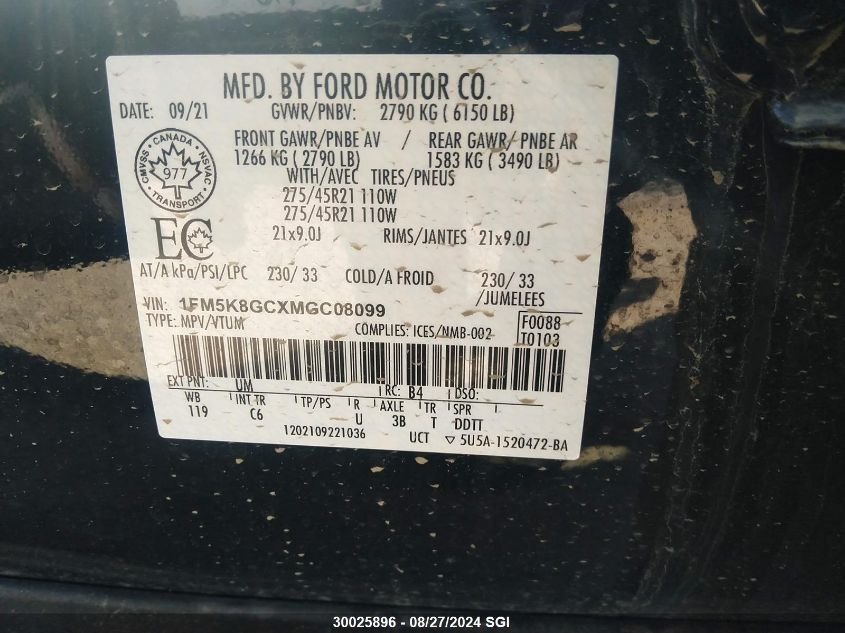 MFD. BY FORD MOTOR CO.
DATE: 09/21 GVWR/PNBV: 2790 KG ( 6150 LB)
FRONT GAWR/PNBE AV / REAR GAWR/ PNBE AR
1266 KG ( 2790 LB) 1583 KG ( 3490 LB)
WITH/AVEC TIRES/PNEUS
275/45R21 110W
275/45R21 110W
CMVSS • CANADA • NSVAC
977
TRANSPORT
EC
21x9.0J RIMS/JANTES 21x9.0J
AT/A kPa/PSI/LPC 230/ 33 COLD/A FROID 230/ 33
/JUMELEES
VIN: 1FM5K8GCXMGC08099
TYPE: MPV/VTUM COMPLIES: ICES/NMB-002
F0088
T0103
EXT PNT: UM RC: B4 DSO:
WB INT TR TP/PS R AXLE TR SPR
119 C6 U 3B T DDTT
1202109221036 UCT ▽ 5U5A-1520472-BA
30025896 - 08/27/2024 SGI